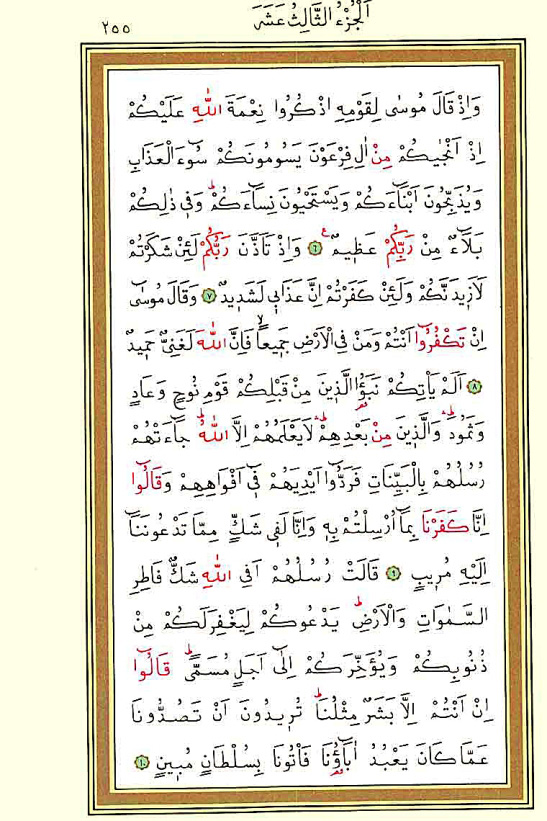 اَلْجُزْءُ الثَّالِثُ عَشَرَ
٢٥٥
وَاِذْ قَالَ مُوسٰى لِقَوْمِهِ اذْكُرُوا نِعْمَةَ اللّٰهِ عَلَيْكُمْ
اِذْ اَنْجٰيكُمْ مِنْ اٰلِ فِرْعَوْنَ يَسُومُونَكُمْ سُوٓءَ الْعَذَابِ
وَيُذَبِّحُونَ اَبْنَٓاءَكُمْ وَيَسْتَحْيُونَ نِسَٓاءَكُمْۜ وَفٖي ذٰلِكُمْ
بَلَٓاءٌ مِنْ رَبِّكُمْ عَظٖيمٌ ۟ ٦ وَاِذْ تَاَذَّنَ رَبُّكُمْ لَئِنْ شَكَرْتُمْ
لَاَزٖيدَنَّكُمْ وَلَئِنْ كَفَرْتُمْ اِنَّ عَذَابٖي لَشَدٖيدٌ ٧ وَقَالَ مُوسٰٓى
اِنْ تَكْفُرُٓوا اَنْتُمْ وَمَنْ فِي الْاَرْضِ جَمٖيعًاۙ فَاِنَّ اللّٰهَ لَغَنِيٌّ حَمٖيدٌ
٨ اَلَمْ يَأْتِكُمْ نَبَؤُا الَّذٖينَ مِنْ قَبْلِكُمْ قَوْمِ نُوحٍ وَعَادٍ
وَثَمُودَۜ وَالَّذٖينَ مِنْ بَعْدِهِمْۜ لَا يَعْلَمُهُمْ اِلَّا اللّٰهُۜ جَٓاءَتْهُمْ
رُسُلُهُمْ بِالْبَيِّنَاتِ فَرَدُّٓوا اَيْدِيَهُمْ فٖٓي اَفْوَاهِهِمْ وَقَالُٓوا
اِنَّا كَفَرْنَا بِمَٓا اُرْسِلْتُمْ بِهٖ وَاِنَّا لَفٖي شَكٍّ مِمَّا تَدْعُونَنَٓا
اِلَيْهِ مُرٖيبٍ ٩ قَالَتْ رُسُلُهُمْ اَفِي اللّٰهِ شَكٌّ فَاطِرِ
السَّمٰوَاتِ وَالْاَرْضِۜ يَدْعُوكُمْ لِيَغْفِرَ لَكُمْ مِنْ
ذُنُوبِكُمْ وَيُؤَخِّرَكُمْ اِلٰٓى اَجَلٍ مُسَمًّىۜ قَالُٓوا
اِنْ اَنْتُمْ اِلَّا بَشَرٌ مِثْلُنَاۜ تُرٖيدُونَ اَنْ تَصُدُّونَا
عَمَّا كَانَ يَعْبُدُ اٰبَٓاؤُ۬نَا فَأْتُونَا بِسُلْطَانٍ مُبٖينٍ ١٠